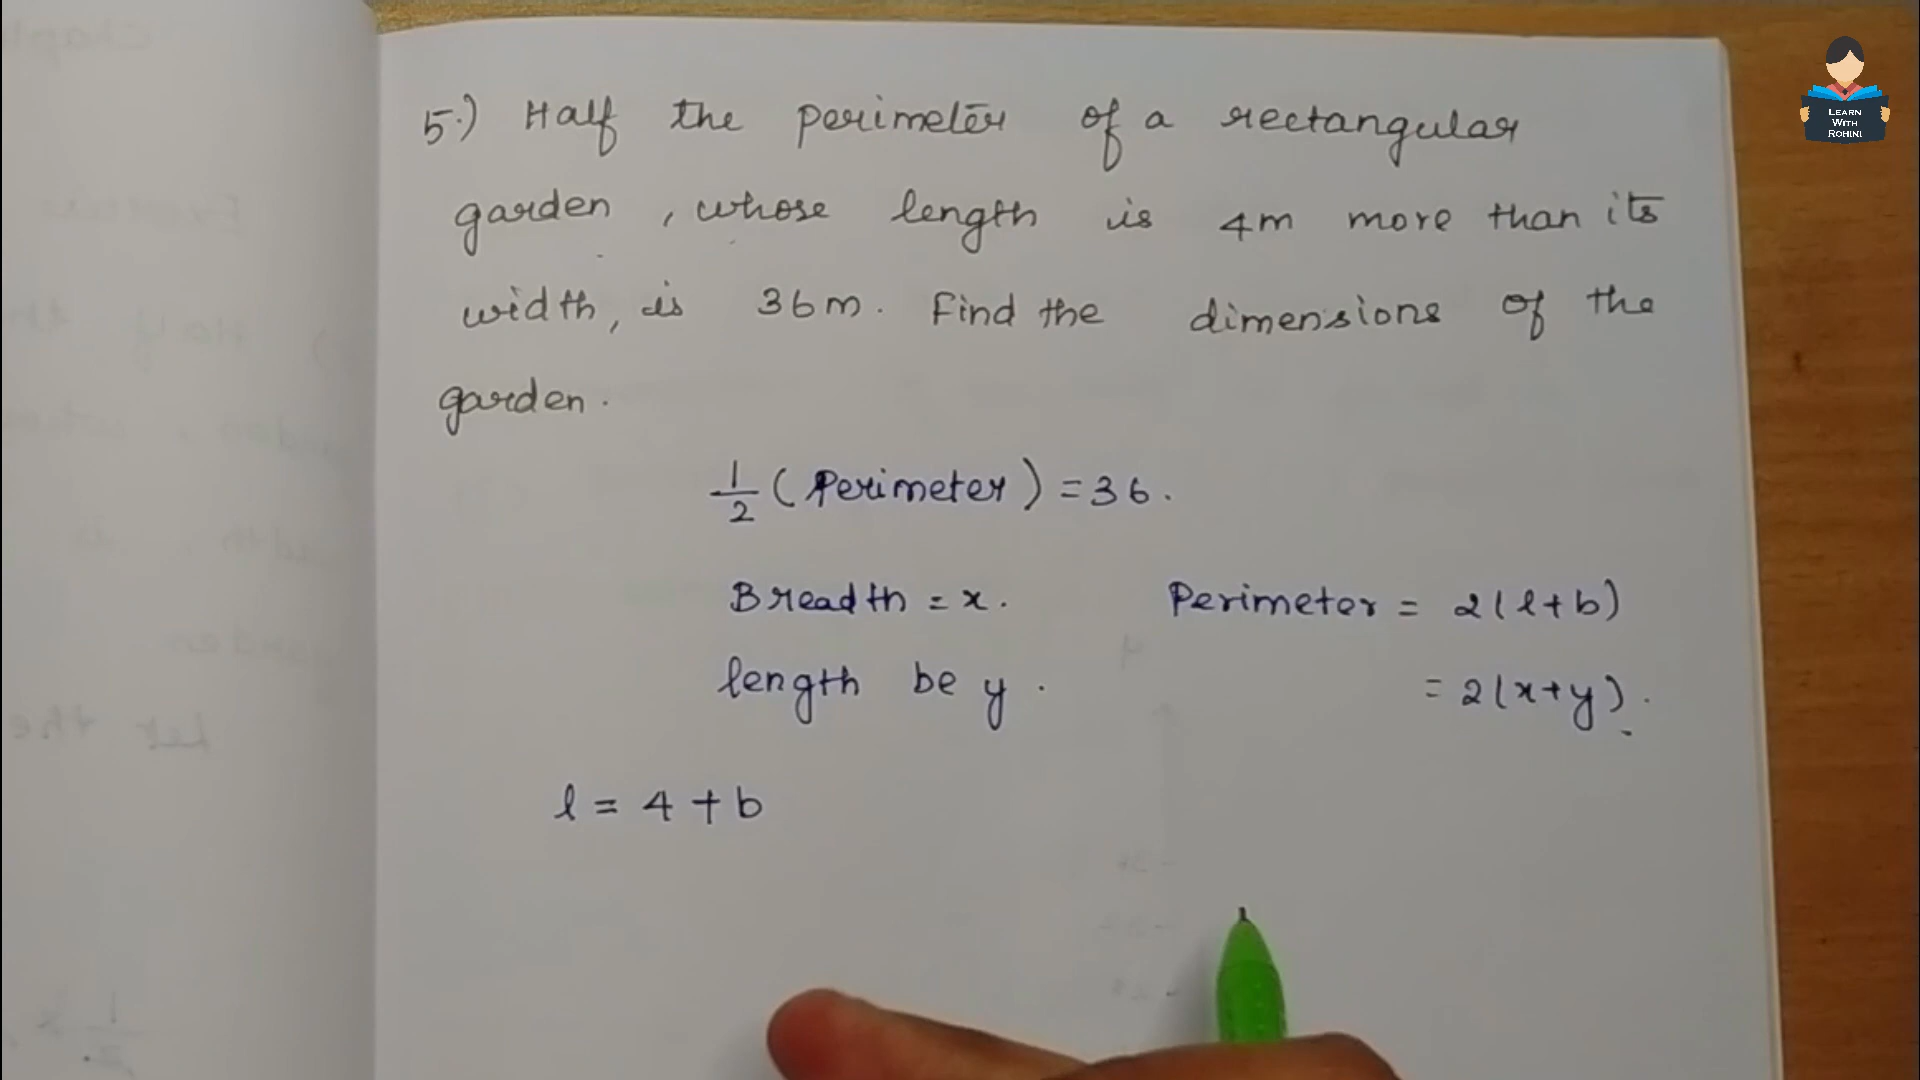 5.) Half the perimeter of a rectangular
garden, whose length is 4m more than its
width, is 36m. Find the dimensions of the
garden.
1/2 (Perimeter) = 36.
Breadth = x.
Perimeter = 2(l+b)
length be y.
= 2(x+y).
l = 4 + b
LEARN
WITH
ROHINI